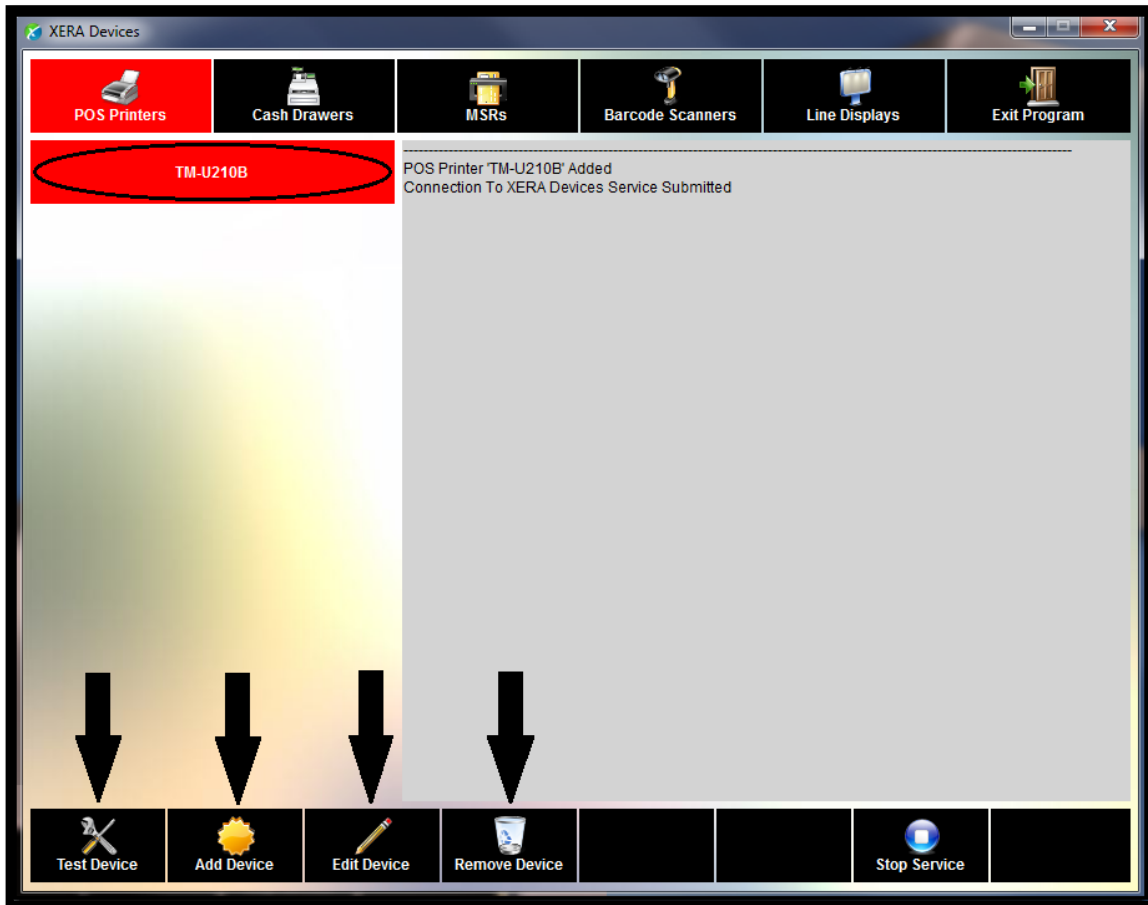 XERA Devices
POS Printers
Cash Drawers
MSRs
Barcode Scanners
Line Displays
Exit Program
TM-U210B
POS Printer 'TM-U210B' Added
Connection To XERA Devices Service Submitted
Test Device
Add Device
Edit Device
Remove Device
Stop Service